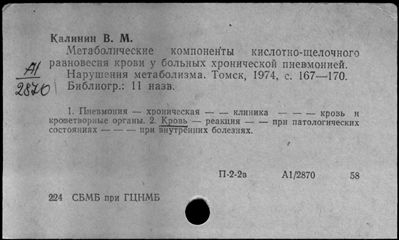 Калинин В. М.
Метаболические компоненты кислотно-щелочного
равновесия крови у больных хронической пневмонией.
Нарушения метаболизма. Томск, 1974, с. 167—170.
Библиогр.: 11 назв.
А1
2870
1. Пневмония — хроническая — — клиника — — — кровь и
кроветворные органы. 2. Кровь — реакция — — при патологических
состояниях — — — при внутренних болезнях.
П-2-2в А1/2870 58
224 СБМБ при ГЦНМБ